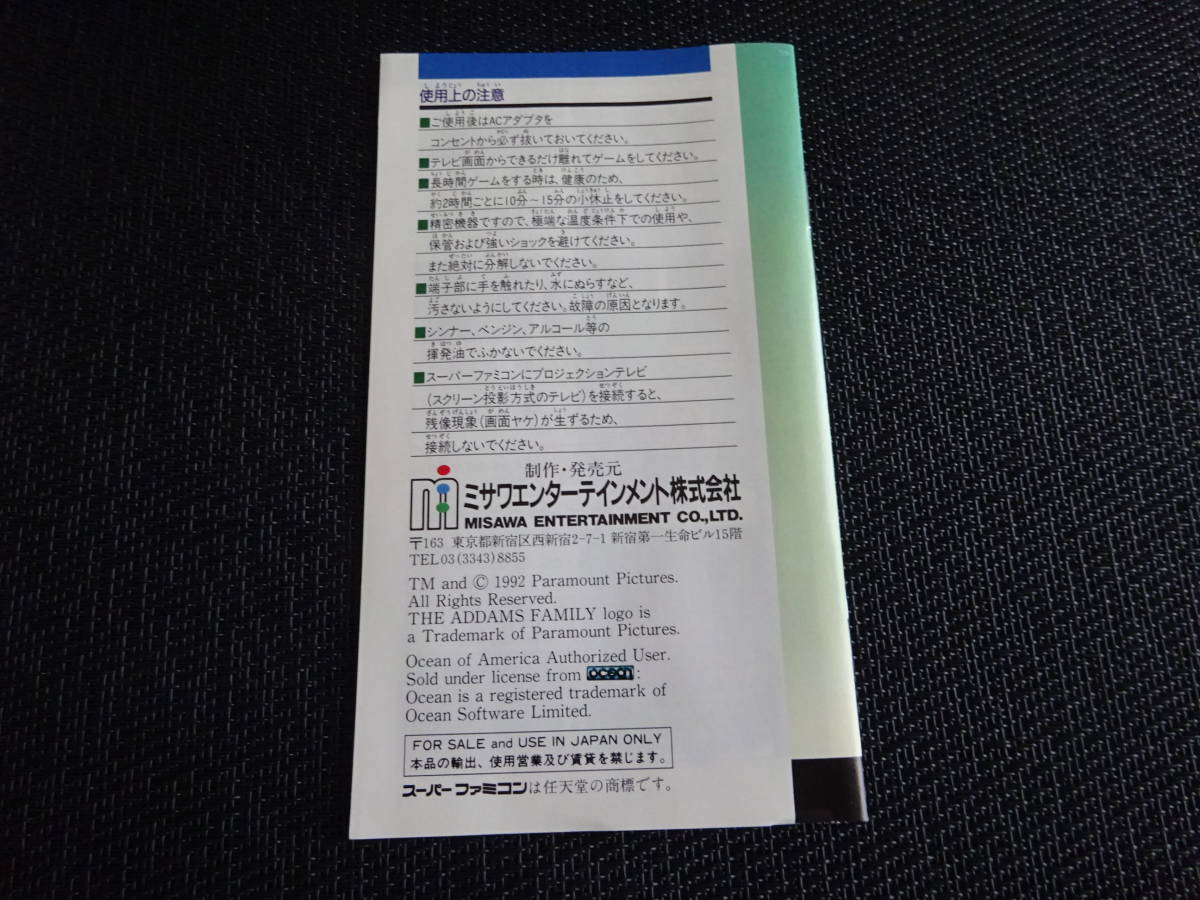 使用上の注意
■ご使用後はACアダプタを
コンセントから必ず抜いておいてください。
■テレビ画面からできるだけ離れてゲームをしてください。
■長時間ゲームをする時は、健康のため、
約2時間ごとに10分～15分の小休止をしてください。
■精密機器ですので、極端な温度条件下での使用や、
保管および強いショックを避けてください。
また絶対に分解しないでください。
■端子部に手を触れたり、水にぬらすなど、
汚さないようにしてください。故障の原因となります。
■シンナー、ベンジン、アルコール等の
揮発油でふかないでください。
■スーパーファミコンにプロジェクションテレビ
(スクリーン投影方式のテレビ)を接続すると、
残像現象(画面ヤケ)が生ずるため、
接続しないでください。
制作・発売元
ミサワエンターテインメント株式会社
MISAWA ENTERTAINMENT CO.,LTD.
〒163 東京都新宿区西新宿2-7-1 新宿第一生命ビル15階
TEL03(3343)8855
TM and © 1992 Paramount Pictures.
All Rights Reserved.
THE ADDAMS FAMILY logo is
a Trademark of Paramount Pictures.
Ocean of America Authorized User.
Sold under license from ocean:
Ocean is a registered trademark of
Ocean Software Limited.
FOR SALE and USE IN JAPAN ONLY
本品の輸出、使用営業及び賃貸を禁じます。
スーパーファミコンは任天堂の商標です。